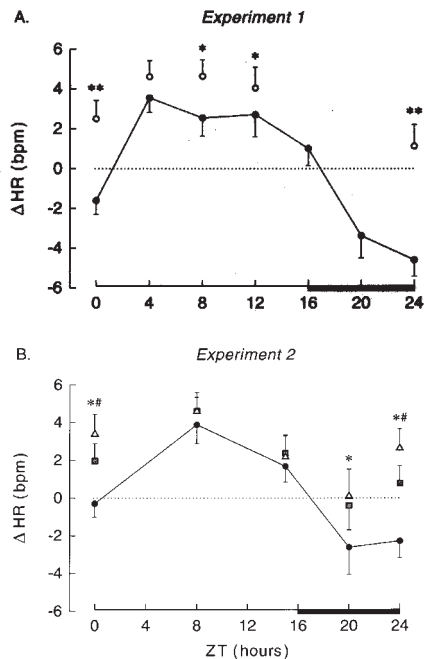 A. Experiment 1
** * * **
6
4
2
0
-2
-4
-6
ΔHR (bpm)
0 4 8 12 16 20 24
B. Experiment 2
*# * *#
6
4
2
0
-2
-4
-6
ΔHR (bpm)
0 4 8 12 16 20 24
ZT (hours)